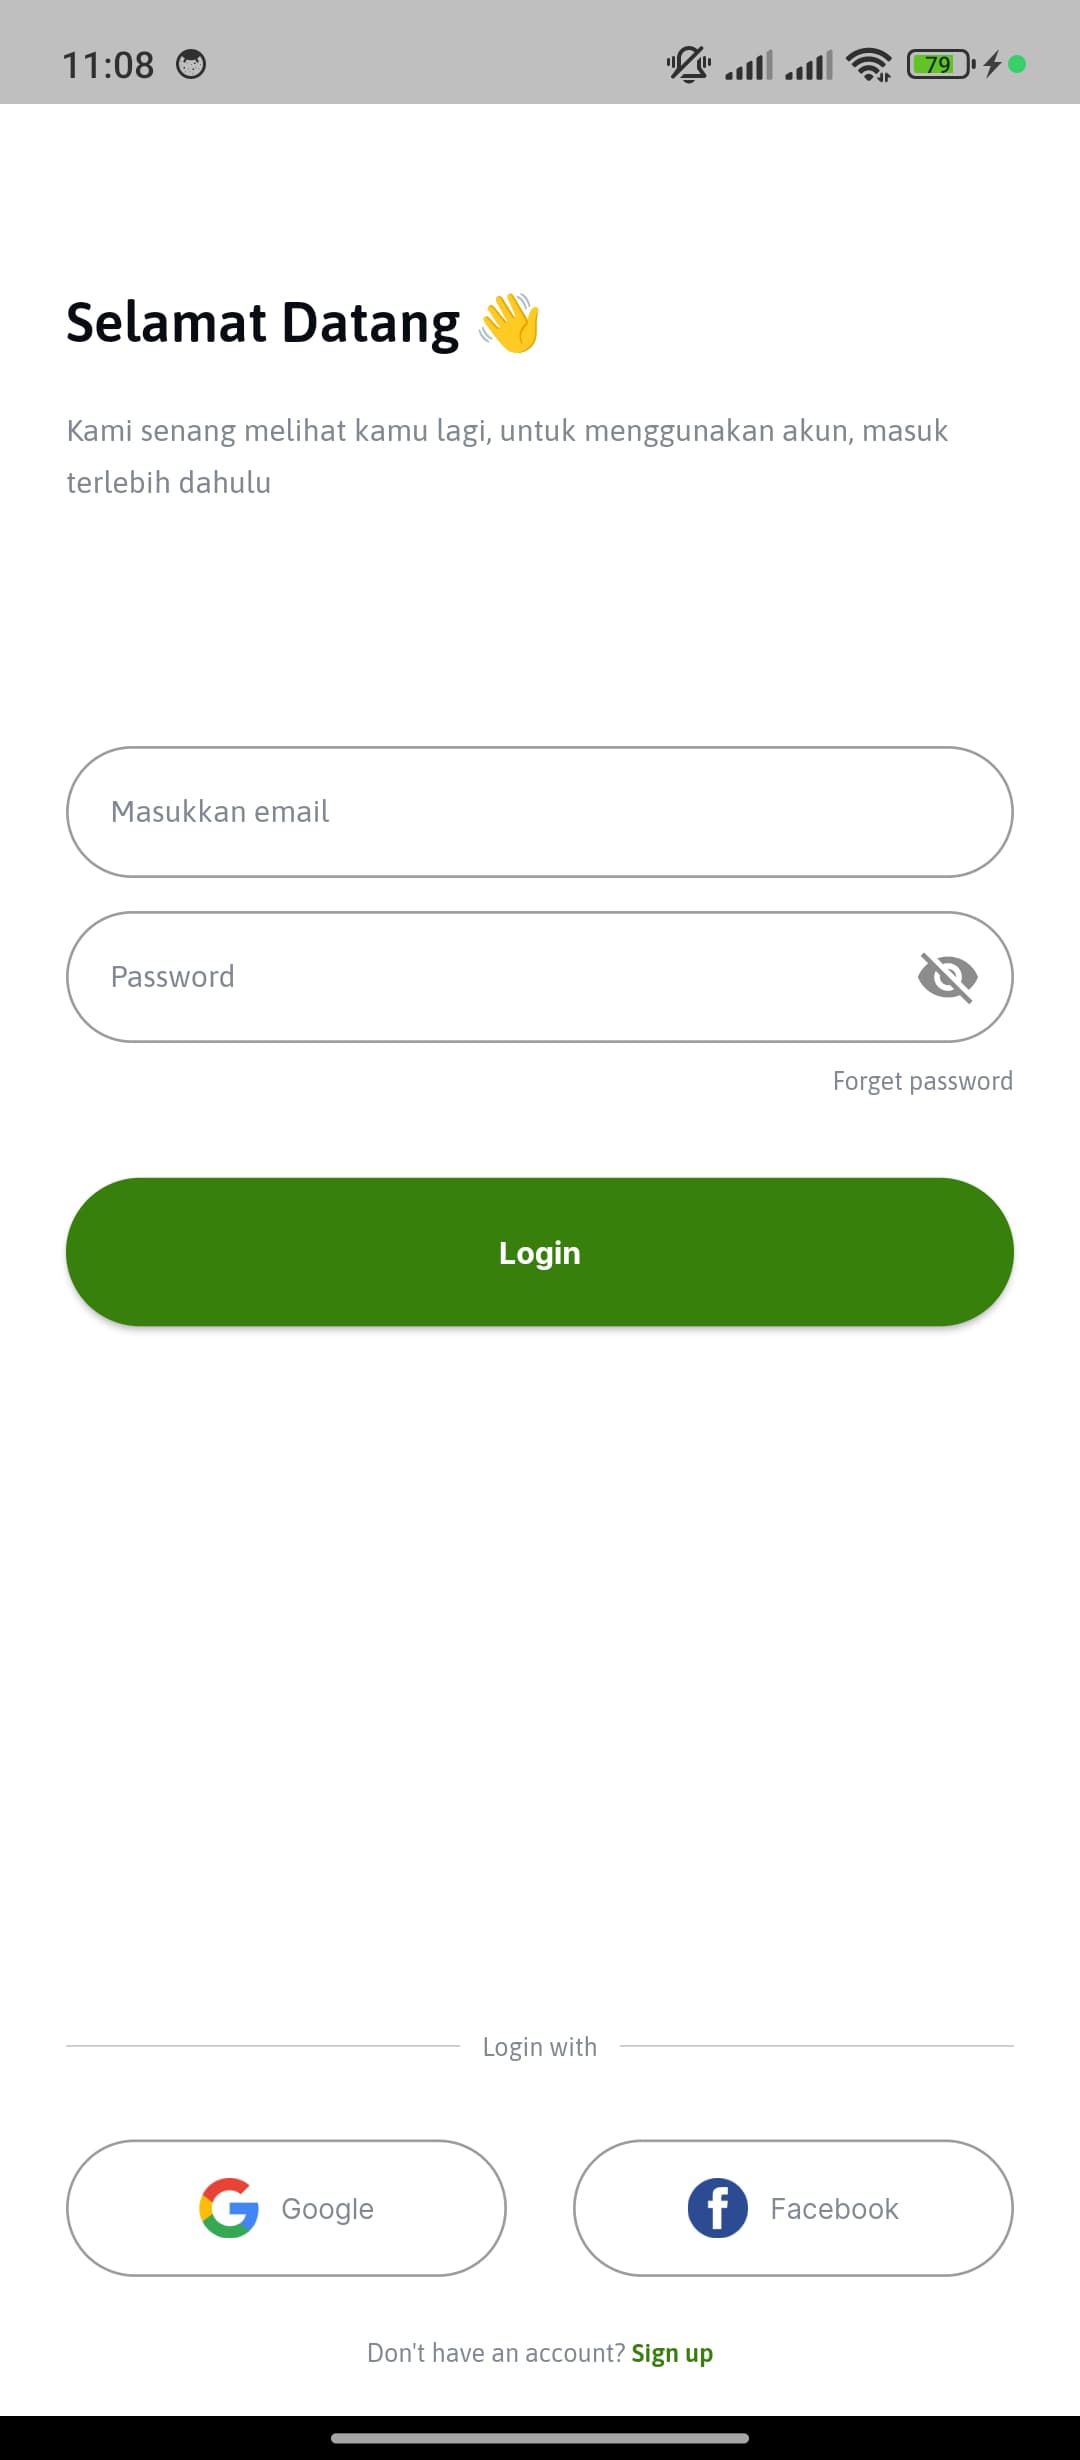 11:08
79
Selamat Datang 👋
Kami senang melihat kamu lagi, untuk menggunakan akun, masuk
terlebih dahulu
Masukkan email
Password
Forget password
Login
Login with
Google
Facebook
Don't have an account? Sign up